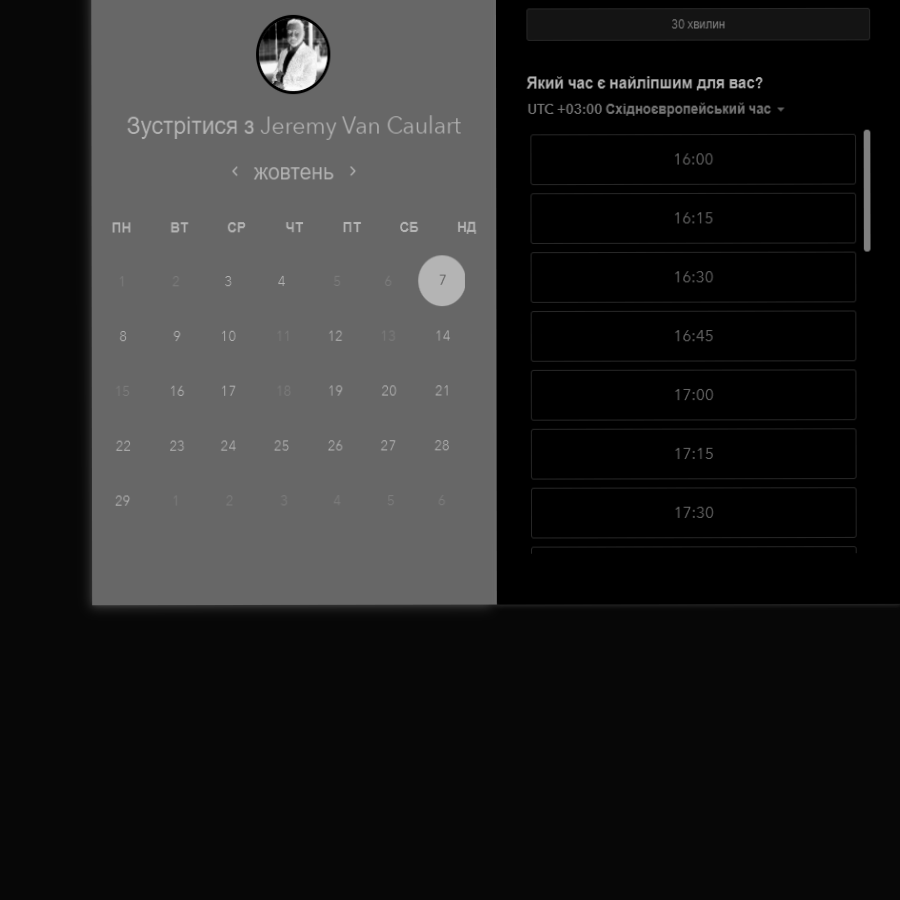 Зустрітися з Jeremy Van Caulart
‹ жовтень ›
ПН ВТ СР ЧТ ПТ СБ НД
1 2 3 4 5 6 7
8 9 10 11 12 13 14
15 16 17 18 19 20 21
22 23 24 25 26 27 28
29 1 2 3 4 5 6
30 хвилин
Який час є найліпшим для вас?
UTC +03:00 Східноєвропейський час
16:00
16:15
16:30
16:45
17:00
17:15
17:30